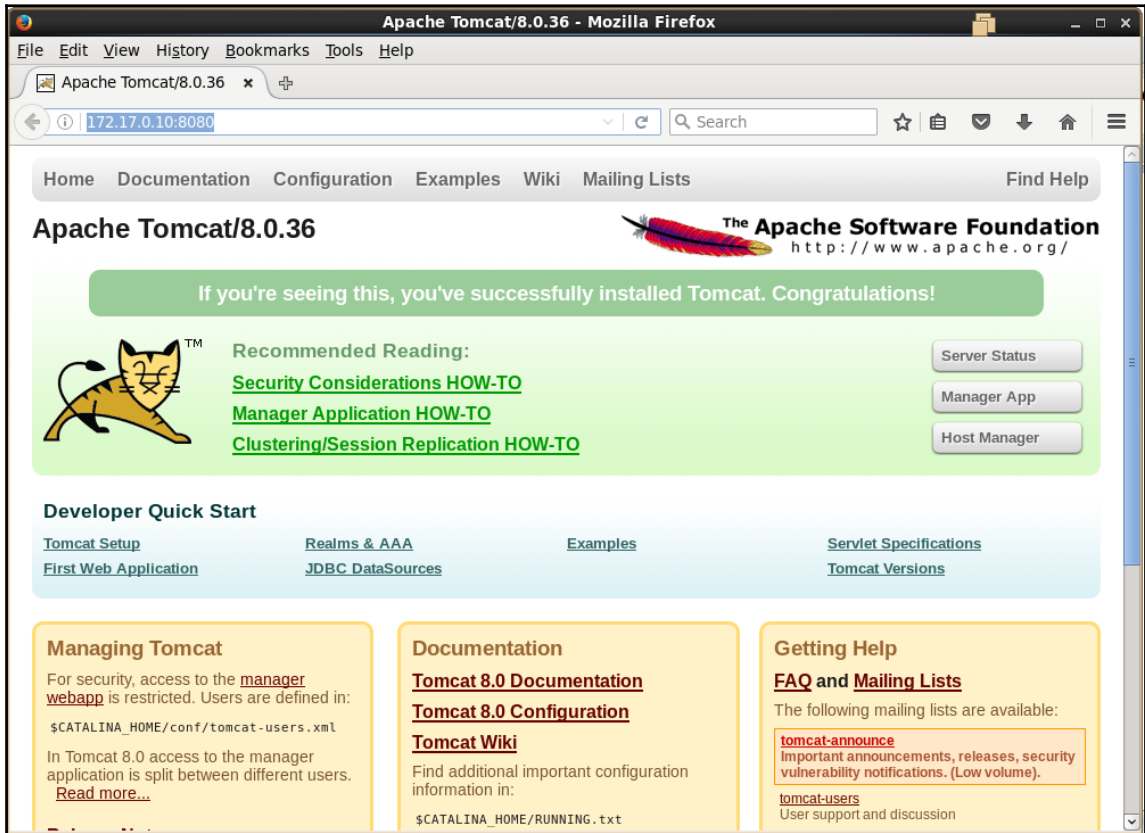 Apache Tomcat/8.0.36 - Mozilla Firefox
File Edit View History Bookmarks Tools Help
Apache Tomcat/8.0.36
172.17.0.10:8080
Search
Home Documentation Configuration Examples Wiki Mailing Lists Find Help
Apache Tomcat/8.0.36
The Apache Software Foundation
http://www.apache.org/
If you're seeing this, you've successfully installed Tomcat. Congratulations!
TM
Recommended Reading:
Security Considerations HOW-TO
Manager Application HOW-TO
Clustering/Session Replication HOW-TO
Server Status
Manager App
Host Manager
Developer Quick Start
Tomcat Setup
First Web Application
Realms & AAA
JDBC DataSources
Examples
Servlet Specifications
Tomcat Versions
Managing Tomcat
For security, access to the manager
webapp is restricted. Users are defined in:
$CATALINA_HOME/conf/tomcat-users.xml
In Tomcat 8.0 access to the manager
application is split between different users.
Read more...
Documentation
Tomcat 8.0 Documentation
Tomcat 8.0 Configuration
Tomcat Wiki
Find additional important configuration
information in:
$CATALINA_HOME/RUNNING.txt
Getting Help
FAQ and Mailing Lists
The following mailing lists are available:
tomcat-announce
Important announcements, releases, security
vulnerability notifications. (Low volume).
tomcat-users
User support and discussion